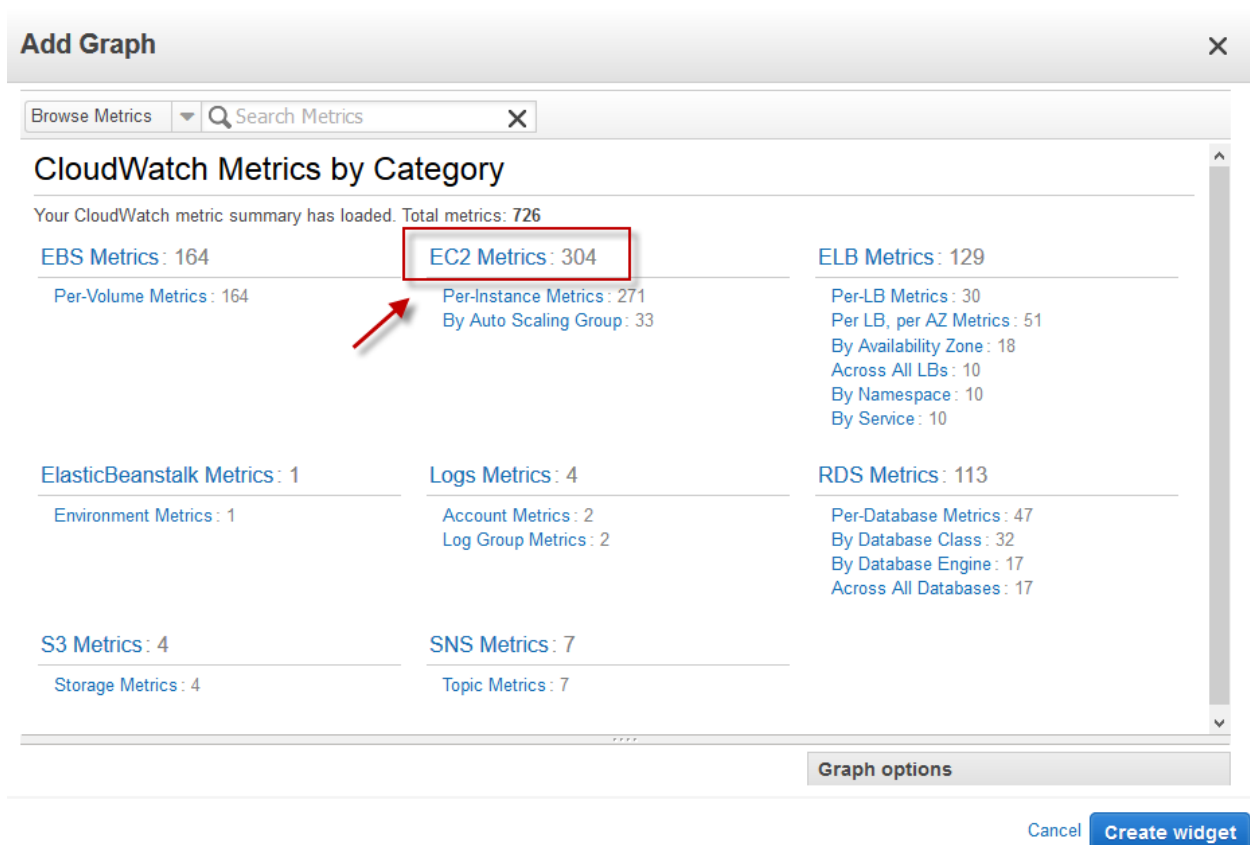 Add Graph
Browse Metrics Search Metrics
CloudWatch Metrics by Category
Your CloudWatch metric summary has loaded. Total metrics: 726
EBS Metrics : 164
Per-Volume Metrics : 164
EC2 Metrics : 304
Per-Instance Metrics : 271
By Auto Scaling Group : 33
ELB Metrics : 129
Per-LB Metrics : 30
Per LB, per AZ Metrics : 51
By Availability Zone : 18
Across All LBs : 10
By Namespace : 10
By Service : 10
ElasticBeanstalk Metrics : 1
Environment Metrics : 1
Logs Metrics : 4
Account Metrics : 2
Log Group Metrics : 2
RDS Metrics : 113
Per-Database Metrics : 47
By Database Class : 32
By Database Engine : 17
Across All Databases : 17
S3 Metrics : 4
Storage Metrics : 4
SNS Metrics : 7
Topic Metrics : 7
Graph options
Cancel Create widget